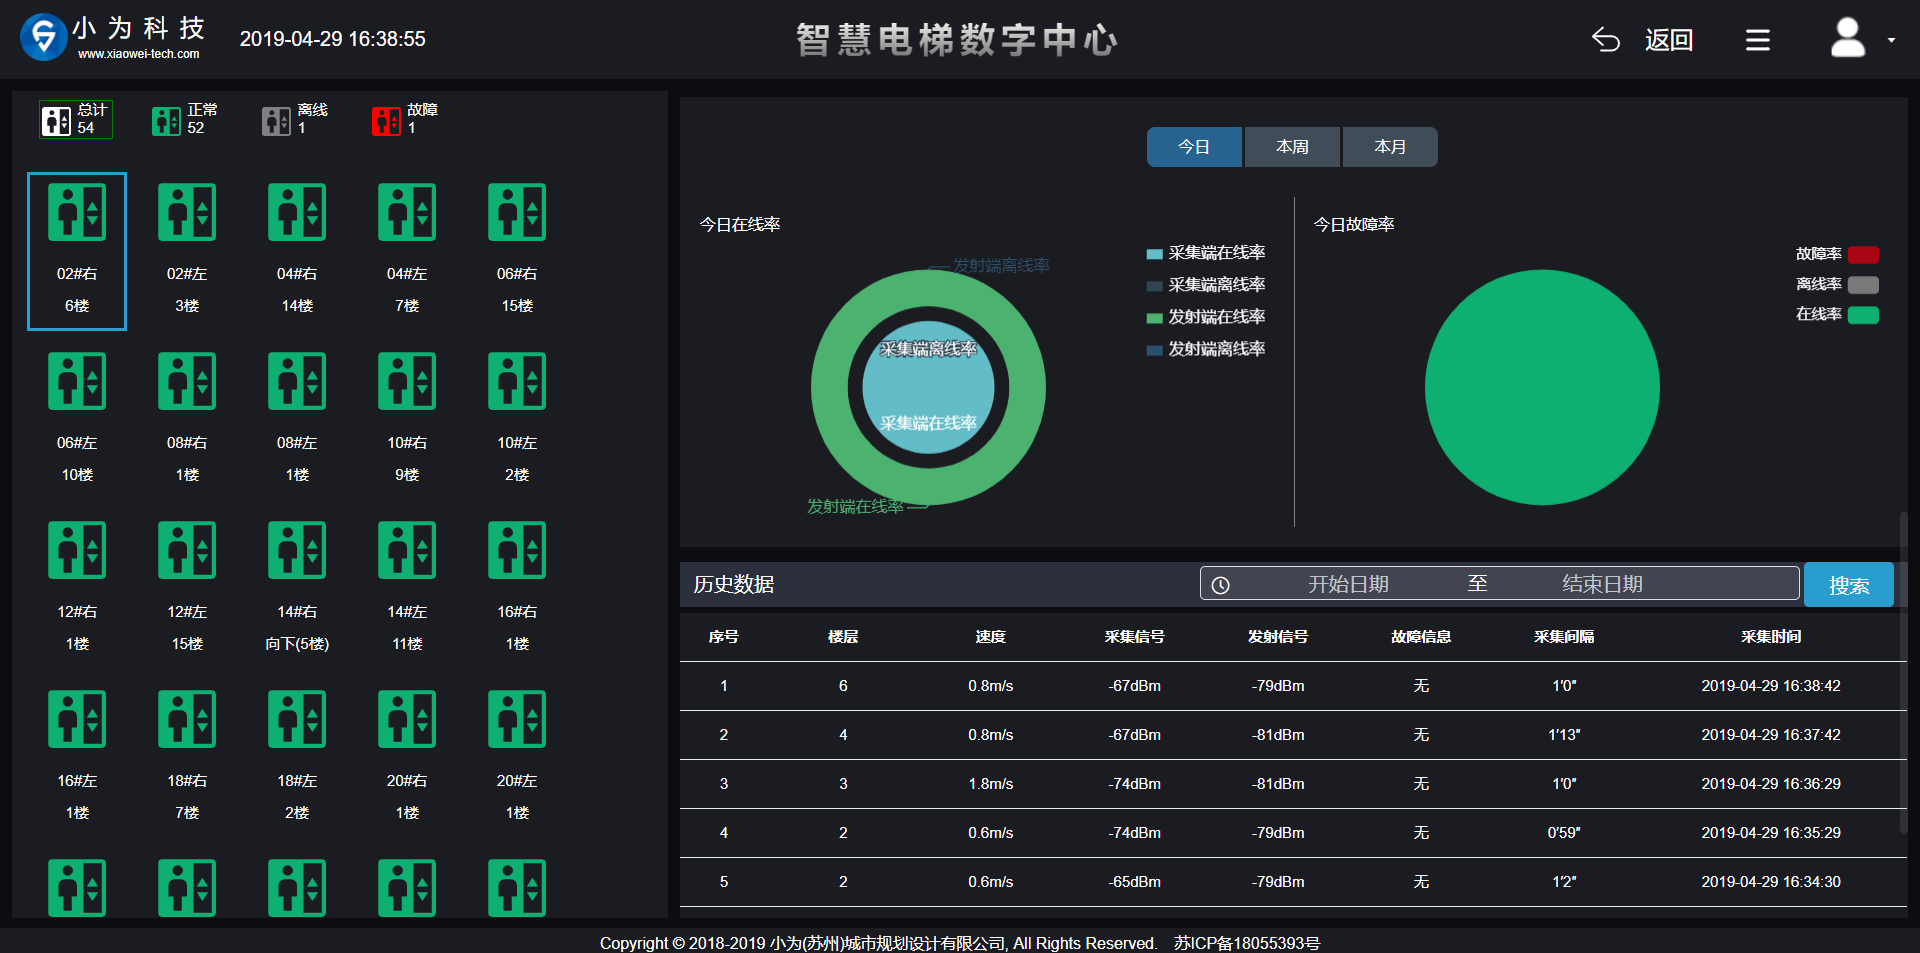 小为科技
www.xiaowei-tech.com
2019-04-29 16:38:55
智慧电梯数字中心
返回
总计
54
正常
52
离线
1
故障
1
02#右 02#左 04#右 04#左 06#右
6楼 3楼 14楼 7楼 15楼
06#左 08#右 08#左 10#右 10#左
10楼 1楼 1楼 9楼 2楼
12#右 12#左 14#右 14#左 16#右
1楼 15楼 向下(5楼) 11楼 1楼
16#左 18#右 18#左 20#右 20#左
1楼 7楼 2楼 1楼 1楼
今日 本周 本月
今日在线率
发射端离线率
采集端离线率
采集端在线率
发射端在线率
采集端在线率
采集端离线率
发射端在线率
发射端离线率
今日故障率
故障率
离线率
在线率
历史数据 开始日期 至 结束日期 搜索
序号 楼层 速度 采集信号 发射信号 故障信息 采集间隔 采集时间
1 6 0.8m/s -67dBm -79dBm 无 1'0" 2019-04-29 16:38:42
2 4 0.8m/s -67dBm -81dBm 无 1'13" 2019-04-29 16:37:42
3 3 1.8m/s -74dBm -81dBm 无 1'0" 2019-04-29 16:36:29
4 2 0.6m/s -74dBm -79dBm 无 0'59" 2019-04-29 16:35:29
5 2 0.6m/s -65dBm -79dBm 无 1'2" 2019-04-29 16:34:30
Copyright © 2018-2019 小为(苏州)城市规划设计有限公司, All Rights Reserved. 苏ICP备18055393号